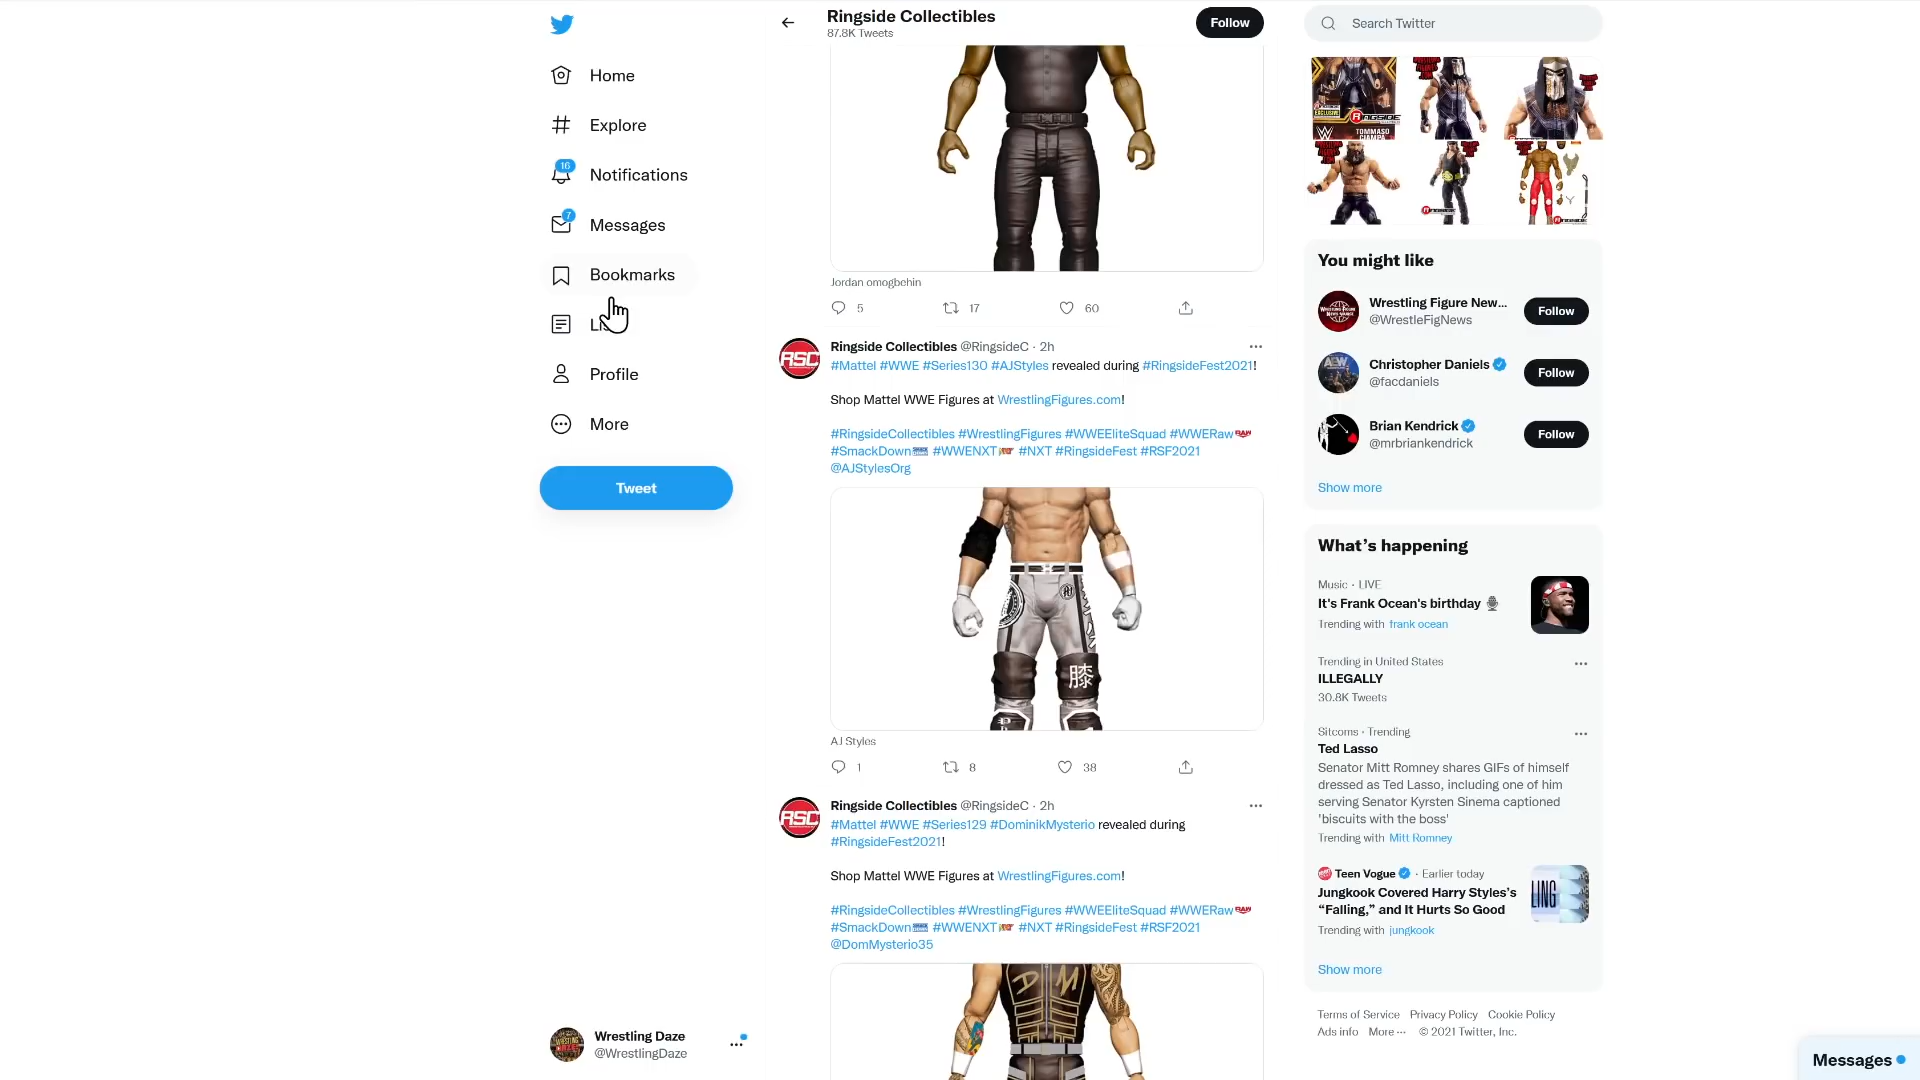 Home
Explore
16
Notifications
7
Messages
Bookmarks
Profile
More
Tweet
Wrestling Daze
@WrestlingDaze
Ringside Collectibles
87.8K Tweets
Follow
Jordan omogbehin
5 17 60
RSC
Ringside Collectibles @RingsideC · 2h
#Mattel #WWE #Series130 #AJStyles revealed during #RingsideFest2021!
Shop Mattel WWE Figures at WrestlingFigures.com!
#RingsideCollectibles #WrestlingFigures #WWEEliteSquad #WWERaw
#SmackDown #WWENXT #NXT #RingsideFest #RSF2021
@AJStylesOrg
膝
AJ Styles
1 8 38
RSC
Ringside Collectibles @RingsideC · 2h
#Mattel #WWE #Series129 #DominikMysterio revealed during
#RingsideFest2021!
Shop Mattel WWE Figures at WrestlingFigures.com!
#RingsideCollectibles #WrestlingFigures #WWEEliteSquad #WWERaw
#SmackDown #WWENXT #NXT #RingsideFest #RSF2021
@DomMysterio35
DM
Search Twitter
RINGSIDE
TOMMASO
CIAMPA
You might like
Wrestling Figure New...
@WrestleFigNews
Follow
AEW
Christopher Daniels
@facdaniels
Follow
Brian Kendrick
@mrbriankendrick
Follow
Show more
What's happening
Music · LIVE
It's Frank Ocean's birthday
Trending with frank ocean
Trending in United States
ILLEGALLY
30.8K Tweets
Sitcoms · Trending
Ted Lasso
Senator Mitt Romney shares GIFs of himself
dressed as Ted Lasso, including one of him
serving Senator Kyrsten Sinema captioned
'biscuits with the boss'
Trending with Mitt Romney
Teen Vogue · Earlier today
Jungkook Covered Harry Styles's
“Falling,” and It Hurts So Good
LING
Trending with jungkook
Show more
Terms of Service Privacy Policy Cookie Policy
Ads info More ··· © 2021 Twitter, Inc.
Messages